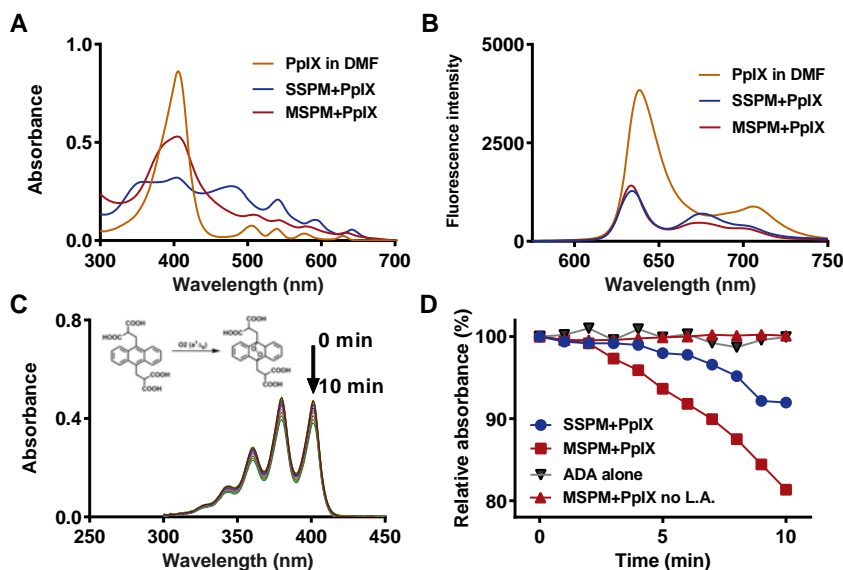 A
1.0
0.5
0.0
300
400
500
600
700
Absorbance
Wavelength (nm)
PpIX in DMF
SSPM+PpIX
MSPM+PpIX
B
5000
2500
0
600
650
700
750
Fluorescence intensity
Wavelength (nm)
PpIX in DMF
SSPM+PpIX
MSPM+PpIX
C
0.8
0.4
0.0
250
300
350
400
450
Absorbance
Wavelength (nm)
COOH
HOOC
COOH
COOH
COOH
HOOC
COOH
COOH
0 min
10 min
D
100
90
80
0
5
10
Relative absorbance (%)
Time (min)
SSPM+PpIX
MSPM+PpIX
ADA alone
MSPM+PpIX no L.A.